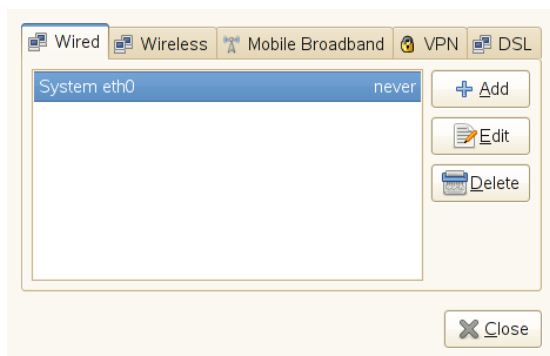 Wired Wireless Mobile Broadband VPN DSL
System eth0 never
Add
Edit
Delete
Close